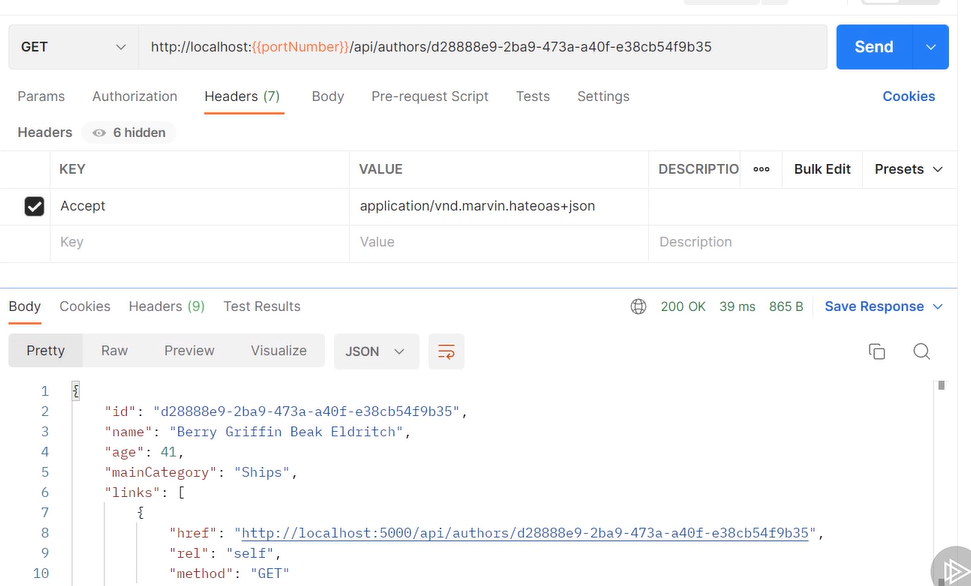 GET http://localhost:{{portNumber}}/api/authors/d28888e9-2ba9-473a-a40f-e38cb54f9b35 Send
Params Authorization Headers (7) Body Pre-request Script Tests Settings Cookies
Headers 6 hidden
KEY VALUE DESCRIPTIO ooo Bulk Edit Presets
Accept application/vnd.marvin.hateoas+json
Key Value Description
Body Cookies Headers (9) Test Results 200 OK 39 ms 865 B Save Response
Pretty Raw Preview Visualize JSON
1 {
2 "id": "d28888e9-2ba9-473a-a40f-e38cb54f9b35",
3 "name": "Berry Griffin Beak Eldritch",
4 "age": 41,
5 "mainCategory": "Ships",
6 "links": [
7 {
8 "href": "http://localhost:5000/api/authors/d28888e9-2ba9-473a-a40f-e38cb54f9b35",
9 "rel": "self",
10 "method": "GET"